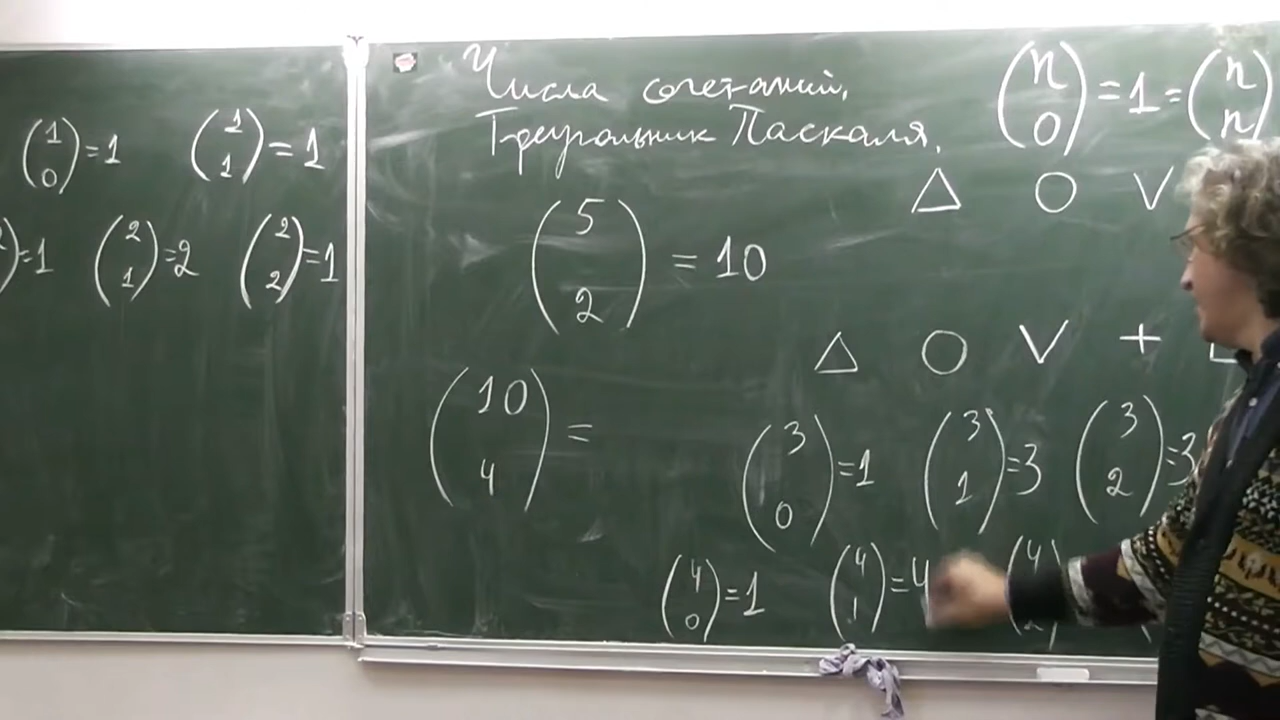 (1 0) = 1 (1 1) = 1
) = 1 (2 1) = 2 (2 2) = 1
Числа сочетаний.
Треугольник Паскаля.
(n 0) = 1 = (n n)
△ ○ V
(5 2) = 10
△ ○ V +
(10 4) =
(3 0) = 1 (3 1) = 3 (3 2) = 3
(4 0) = 1 (4 1) = 4 (4